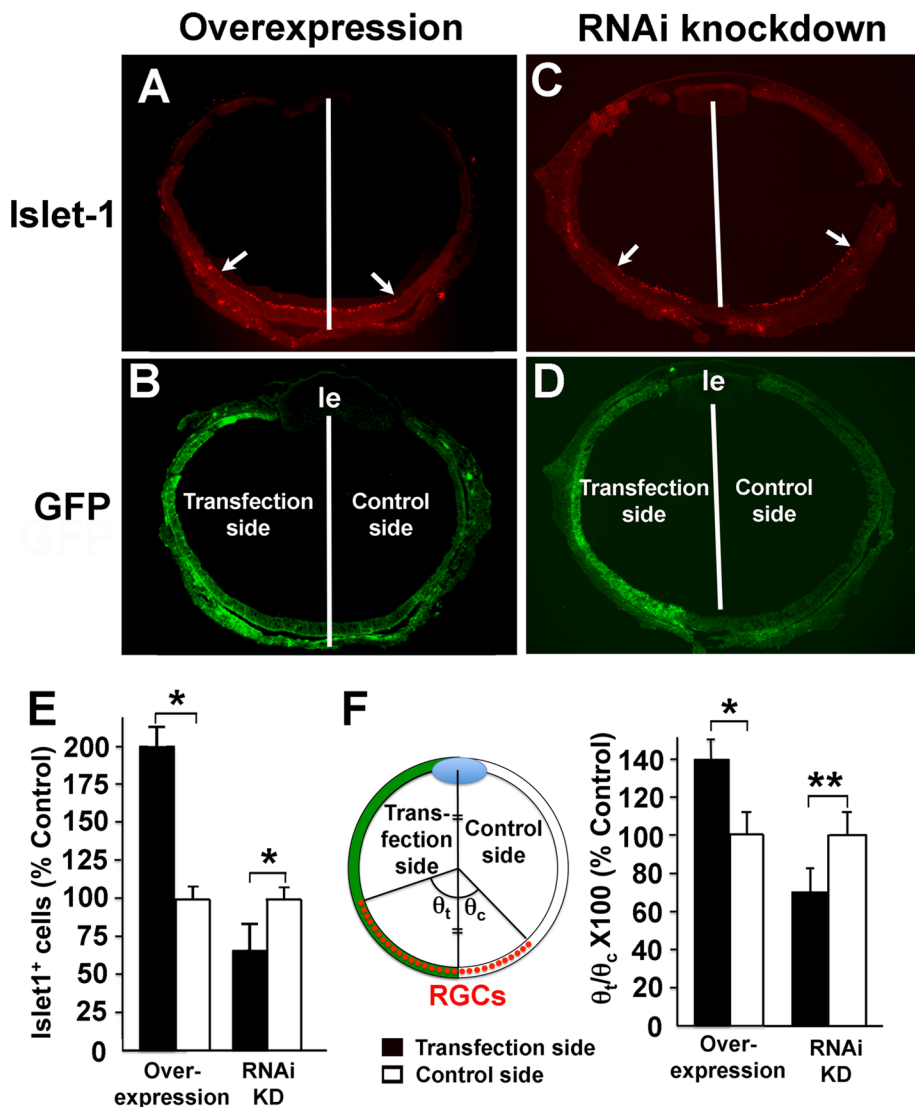 Overexpression
RNAi knockdown
A
C
Islet-1
B
le
D
le
GFP
GFP
Transfection
side
Control
side
Transfection
side
Control
side
E
Islet1⁺ cells (% Control)
200
175
150
125
100
75
50
25
0
*
*
Over-
expression
RNAi
KD
F
Trans-
fection
side
Control
side
θt
θc
RGCs
Transfection side
Control side
θt/θc X100 (% Control)
140
120
100
80
60
40
20
0
*
**
Over-
expression
RNAi
KD